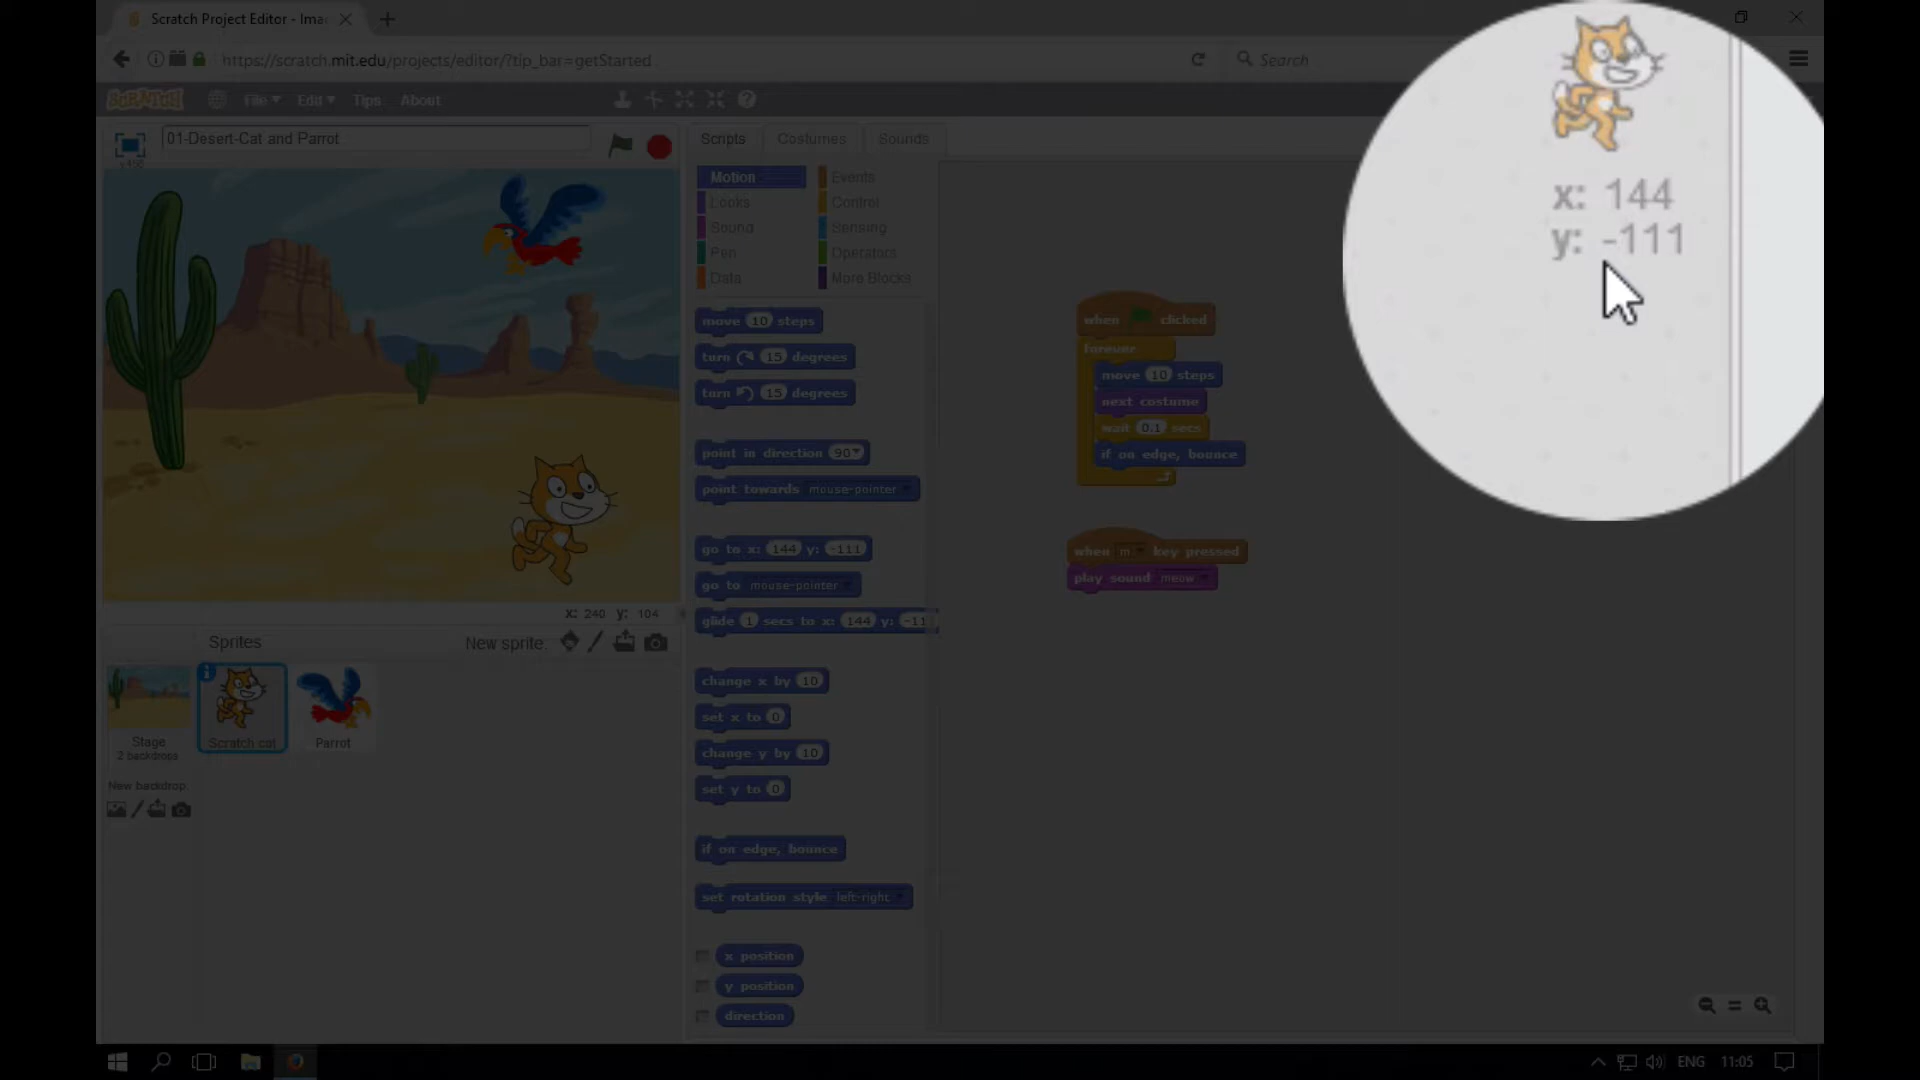 Scratch Project Editor - Ima
https://scratch.mit.edu/projects/editor/?tip_bar=getStarted
Search
SCRATCH
File
Edit
Tips
About
01-Desert-Cat and Parrot
Scripts
Costumes
Sounds
Motion
Looks
Sound
Pen
Data
Events
Control
Sensing
Operators
More Blocks
move 10 steps
turn 15 degrees
turn 15 degrees
point in direction 90
point towards mouse-pointer
go to x: 144 y: -111
go to mouse-pointer
glide 1 secs to x: 144 y: -11
change x by 10
set x to 0
change y by 10
set y to 0
if on edge, bounce
set rotation style left-right
x position
y position
direction
when clicked
forever
move 10 steps
next costume
wait 0.1 secs
if on edge, bounce
when m key pressed
play sound meow
x: 144
y: -111
x: 240 y: 104
Sprites
New sprite:
Stage
2 backdrops
New backdrop:
Scratch cat
Parrot
ENG
11:05